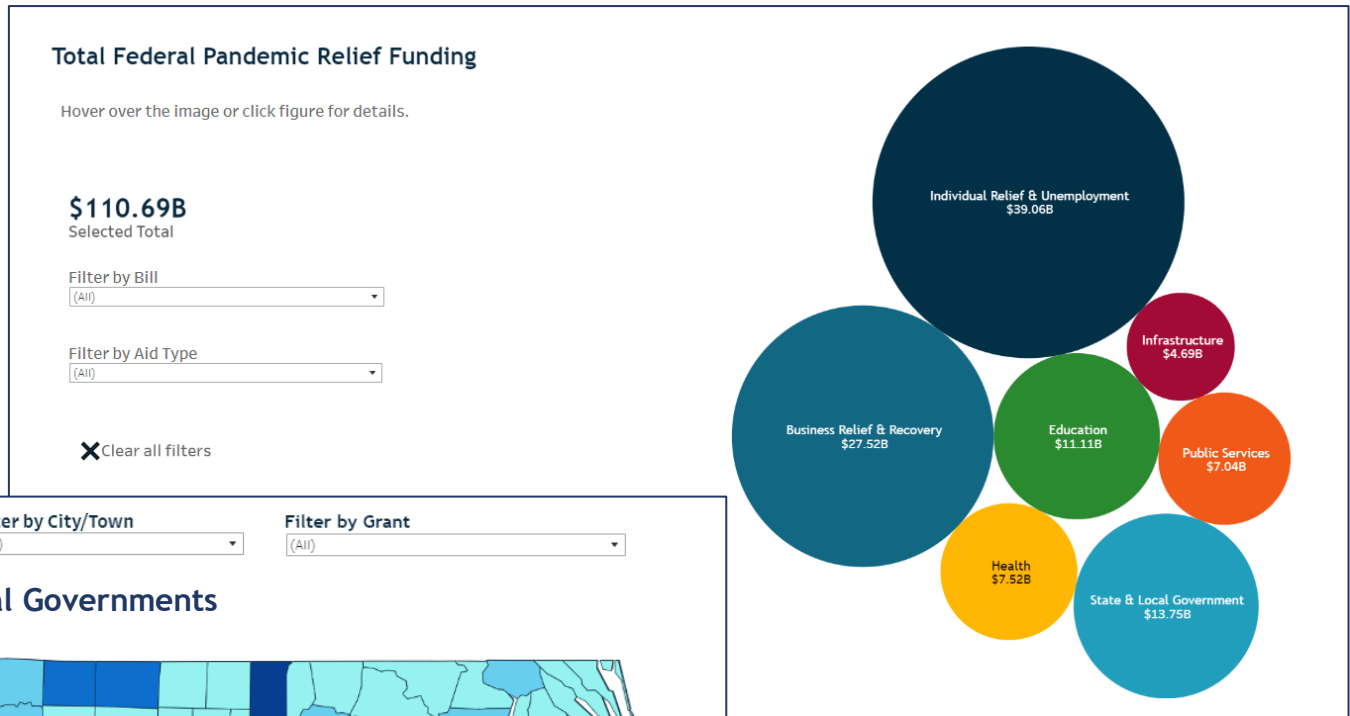 Total Federal Pandemic Relief Funding
Hover over the image or click figure for details.
$110.69B
Selected Total
Filter by Bill
(All)
Filter by Aid Type
(All)
Clear all filters
Individual Relief & Unemployment
$39.06B
Infrastructure
$4.69B
Business Relief & Recovery
$27.52B
Education
$11.11B
Public Services
$7.04B
Health
$7.52B
State & Local Government
$13.75B
by City/Town
Filter by Grant
(All)
Governments